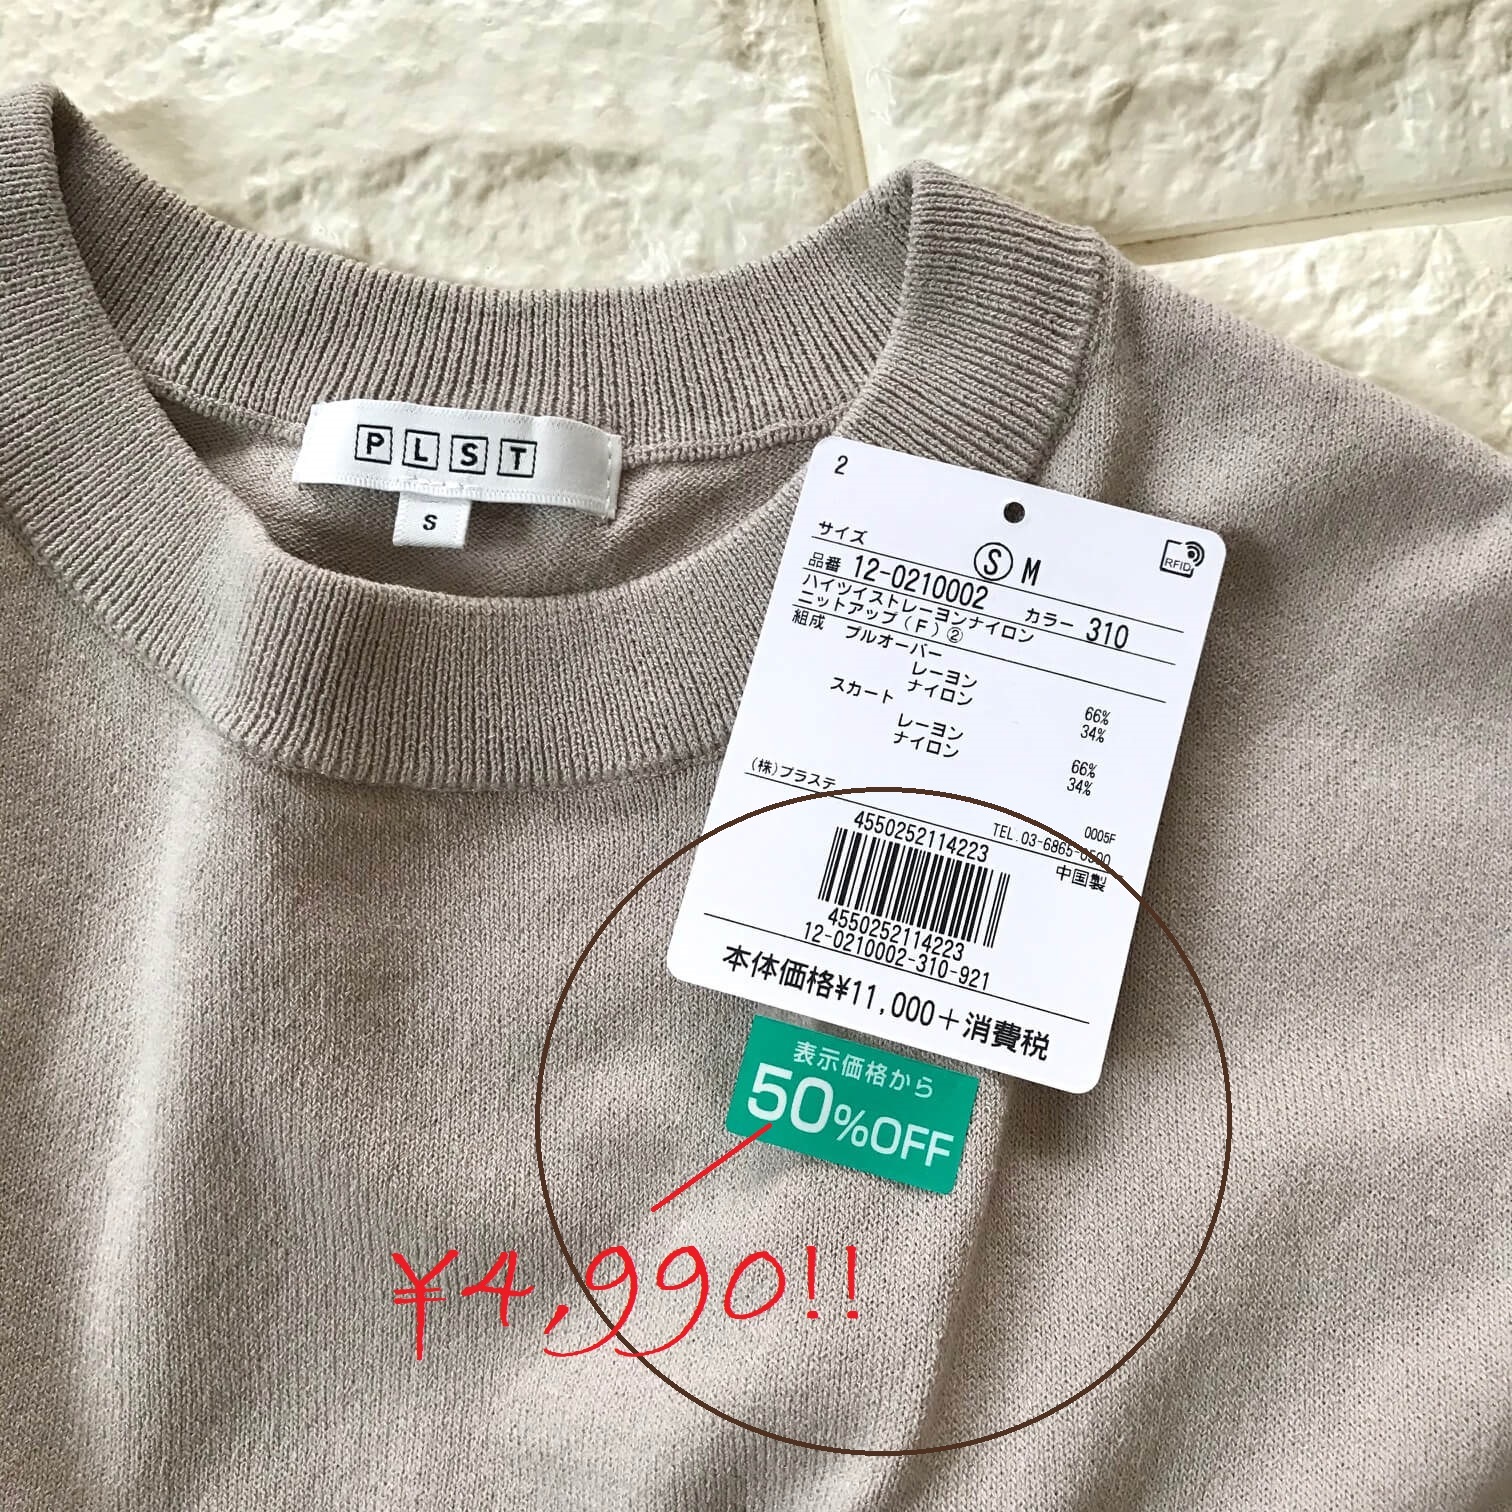 PLST
S
2
サイズ
S M
RFID
品番 12-0210002 カラー 310
ハイツイストレーヨンナイロン
ニットアップ(F)②
組成 プルオーバー
レーヨン 66%
ナイロン 34%
スカート
レーヨン 66%
ナイロン 34%
(株)プラステ 0005F
TEL.03-6865-0500
中国製
4550252114223
4550252114223
12-0210002-310-921
本体価格¥11,000+消費税
表示価格から
50%OFF
¥4,990!!